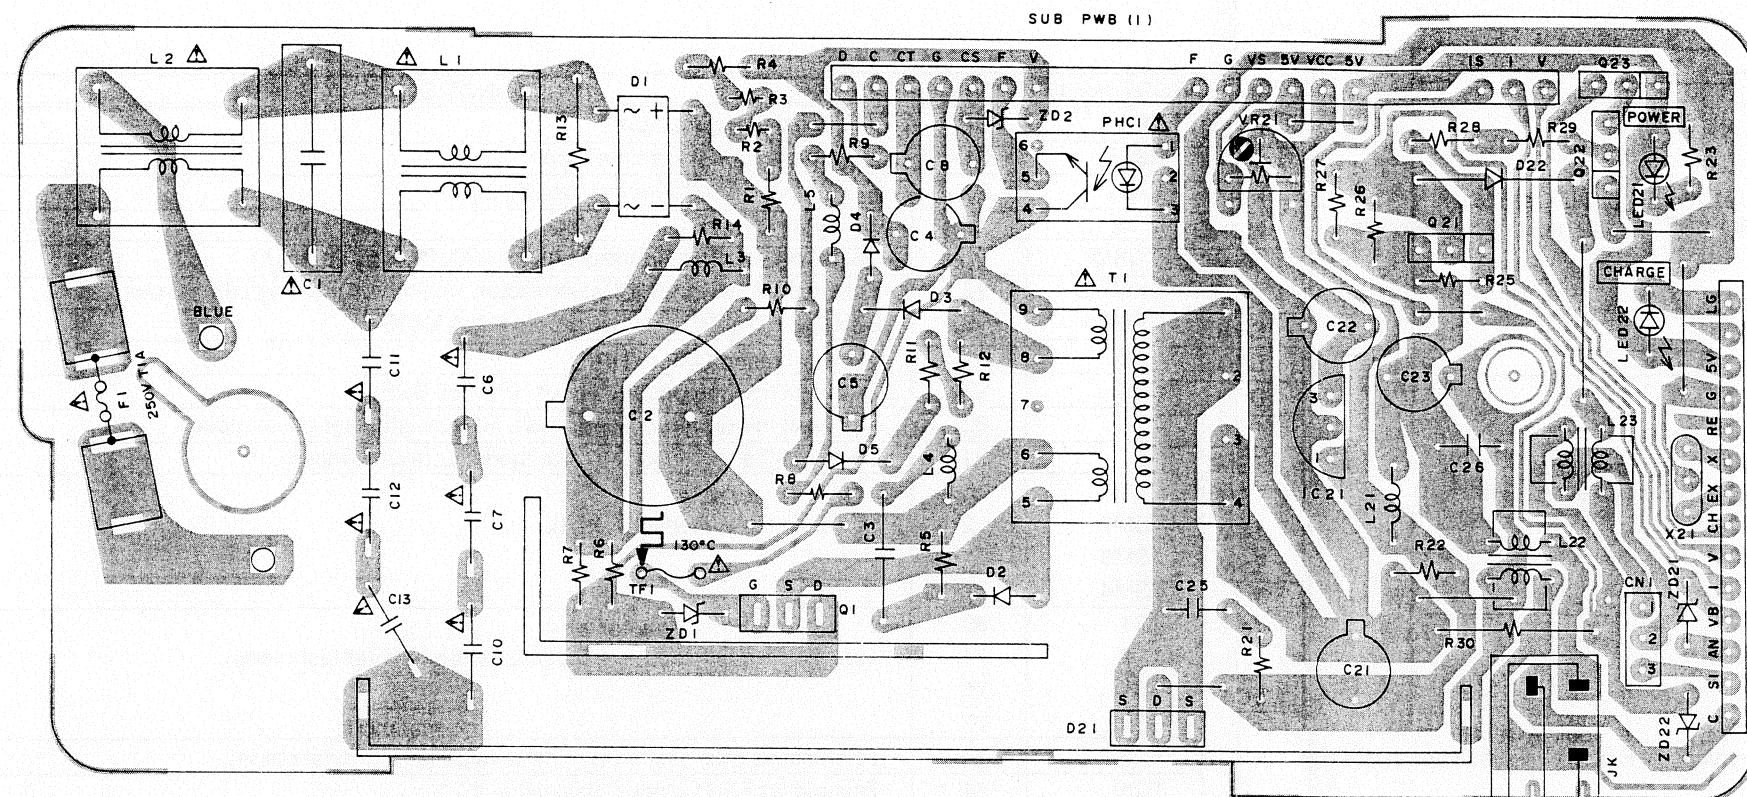 SUB PWB (1)
L2
L1
D1
R4
D C CT G CS F V
F G VS 5V VCC 5V
IS I V
Q23
R3
ZD2
PHC1
VR21
R28
R29
POWER
R13
~ +
R2
R9
C8
6
1
5
2
4
3
R27
D22
Q22
R23
R1
L5
D4
C4
R26
LED21
~ −
R14
L3
Q21
C1
T1
R25
CHARGE
BLUE
R10
D3
9
1
C22
LED22
LG
C11
C6
R11
R12
8
2
C5
C23
5V
F1
250V T1A
C2
7
3
G
L23
RE
D5
L4
6
3
1
C26
X
R8
IC21
C12
C7
5
4
L21
EX
C3
CH
X21
130°C
R7
R6
R5
R22
L22
V
TF1
D2
C25
CN1
ZD21
I
C13
G S D
Q1
1
VB
ZD1
R21
R30
2
AN
C10
C21
3
SI
S D S
D21
C
ZD22
JK